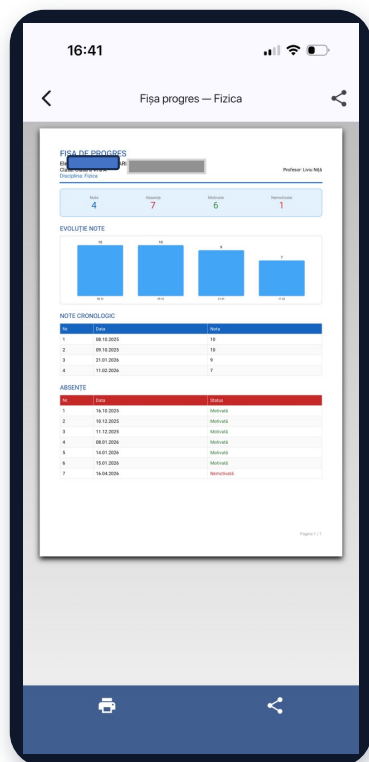 16:41
Fișa progres — Fizica
FIȘA DE PROGRES
Disciplina: Fizica
Profesor: Liviu Niță
Note Absențe Motivate Nemotivate
4 7 6 1
EVOLUȚIE NOTE
10 10 9 7
NOTE CRONOLOGIC
Nr Data Nota
1 08.10.2025 10
2 09.10.2025 10
3 21.01.2026 9
4 11.02.2026 7
ABSENȚE
Nr Data Status
1 16.10.2025 Motivată
2 10.12.2025 Motivată
3 11.12.2025 Motivată
4 08.01.2026 Motivată
5 14.01.2026 Motivată
6 15.01.2026 Motivată
7 16.04.2026 Nemotivată
Pagina 1 / 1